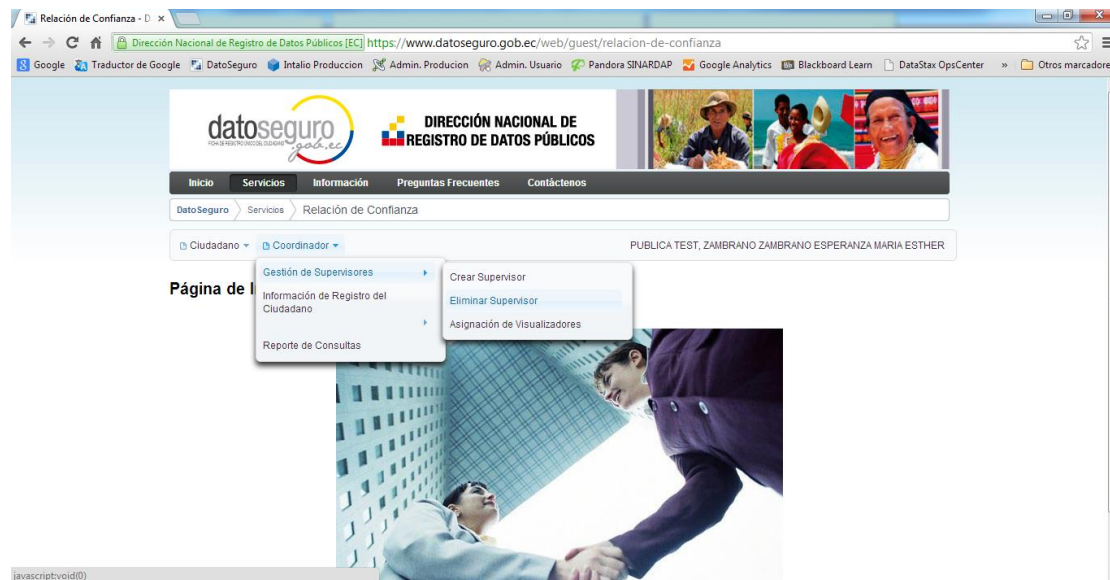 Relación de Confianza - D
Dirección Nacional de Registro de Datos Públicos [EC] https://www.datoseguro.gob.ec/web/guest/relacion-de-confianza
Google Traductor de Google DatoSeguro Intalio Produccion Admin. Producion Admin. Usuario Pandora SINARDAP Google Analytics Blackboard Learn DataStax OpsCenter » Otros marcadore
datoseguro
.gob.ec
DIRECCIÓN NACIONAL DE
REGISTRO DE DATOS PÚBLICOS
Inicio Servicios Información Preguntas Frecuentes Contáctenos
DatoSeguro Servicios Relación de Confianza
Ciudadano Coordinador PUBLICA TEST, ZAMBRANO ZAMBRANO ESPERANZA MARIA ESTHER
Página de I
Gestión de Supervisores
Información de Registro del
Ciudadano
Reporte de Consultas
Crear Supervisor
Eliminar Supervisor
Asignación de Visualizadores
javascript:void(0)